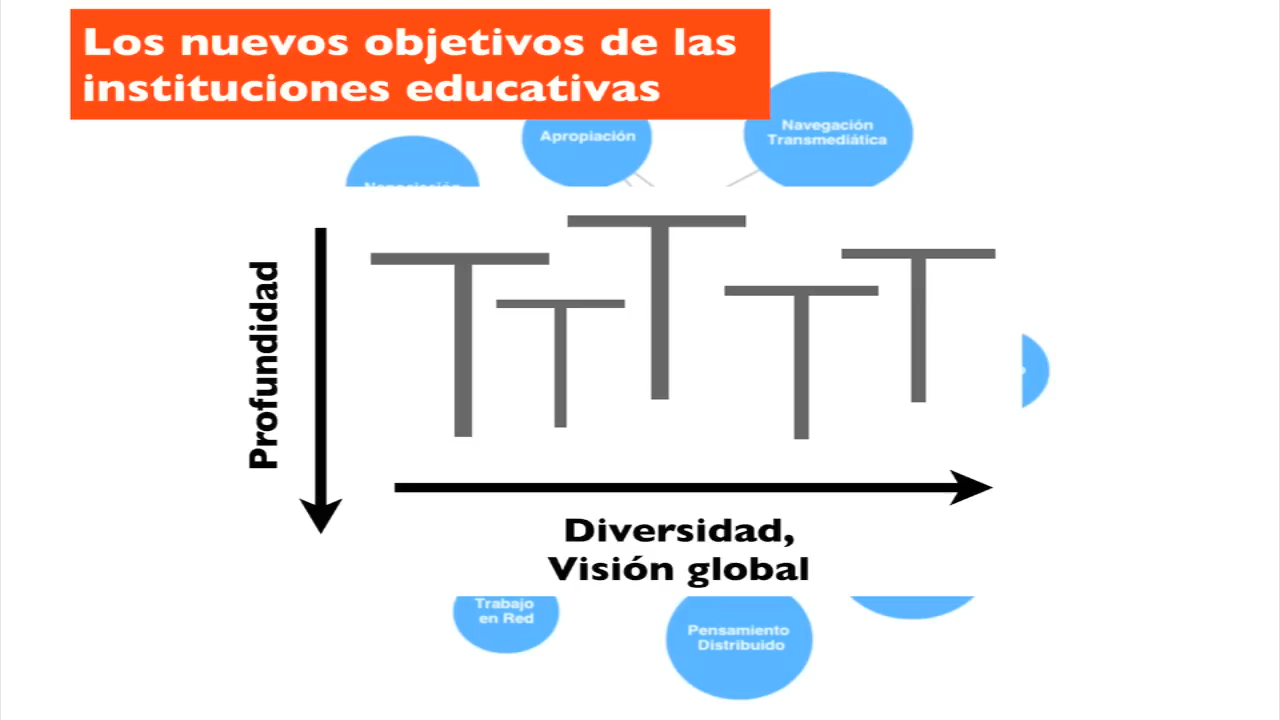 Los nuevos objetivos de las
instituciones educativas
Apropiación
Navegación
Transmediática
Negociación
Profundidad
Diversidad,
Visión global
Trabajo
en Red
Pensamiento
Distribuido